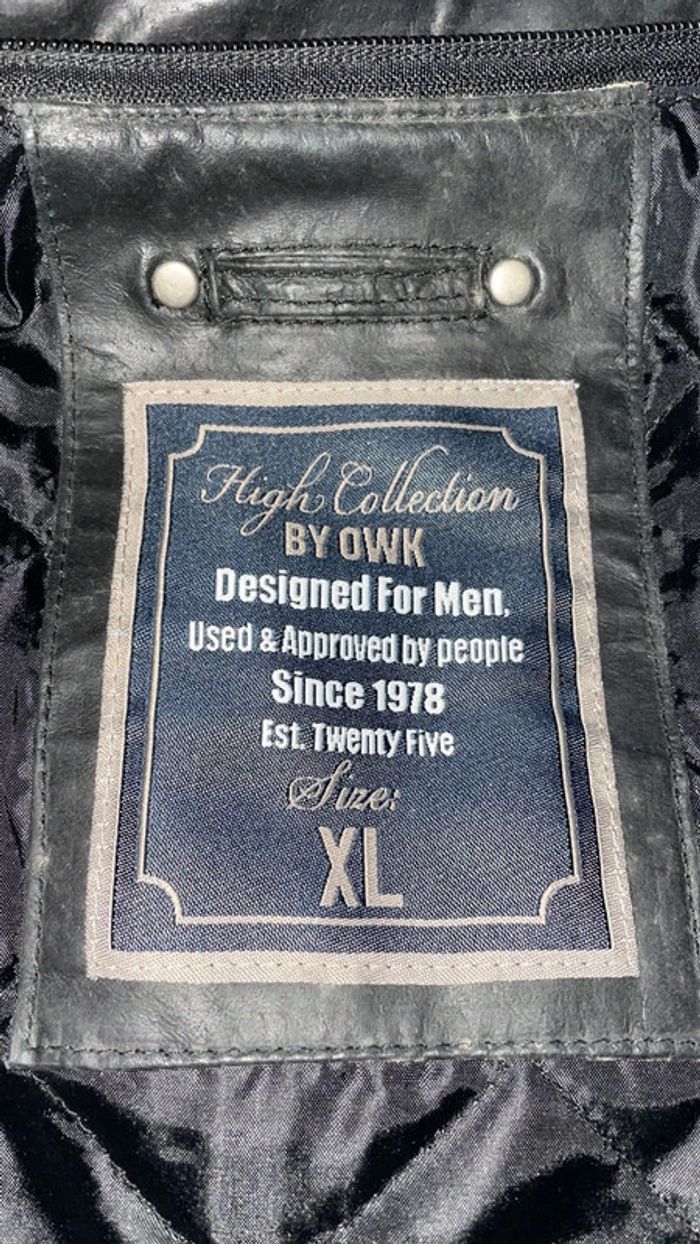 High Collection
BY OWK
Designed For Men,
Used & Approved by people
Since 1978
Est. Twenty Five
Size:
XL